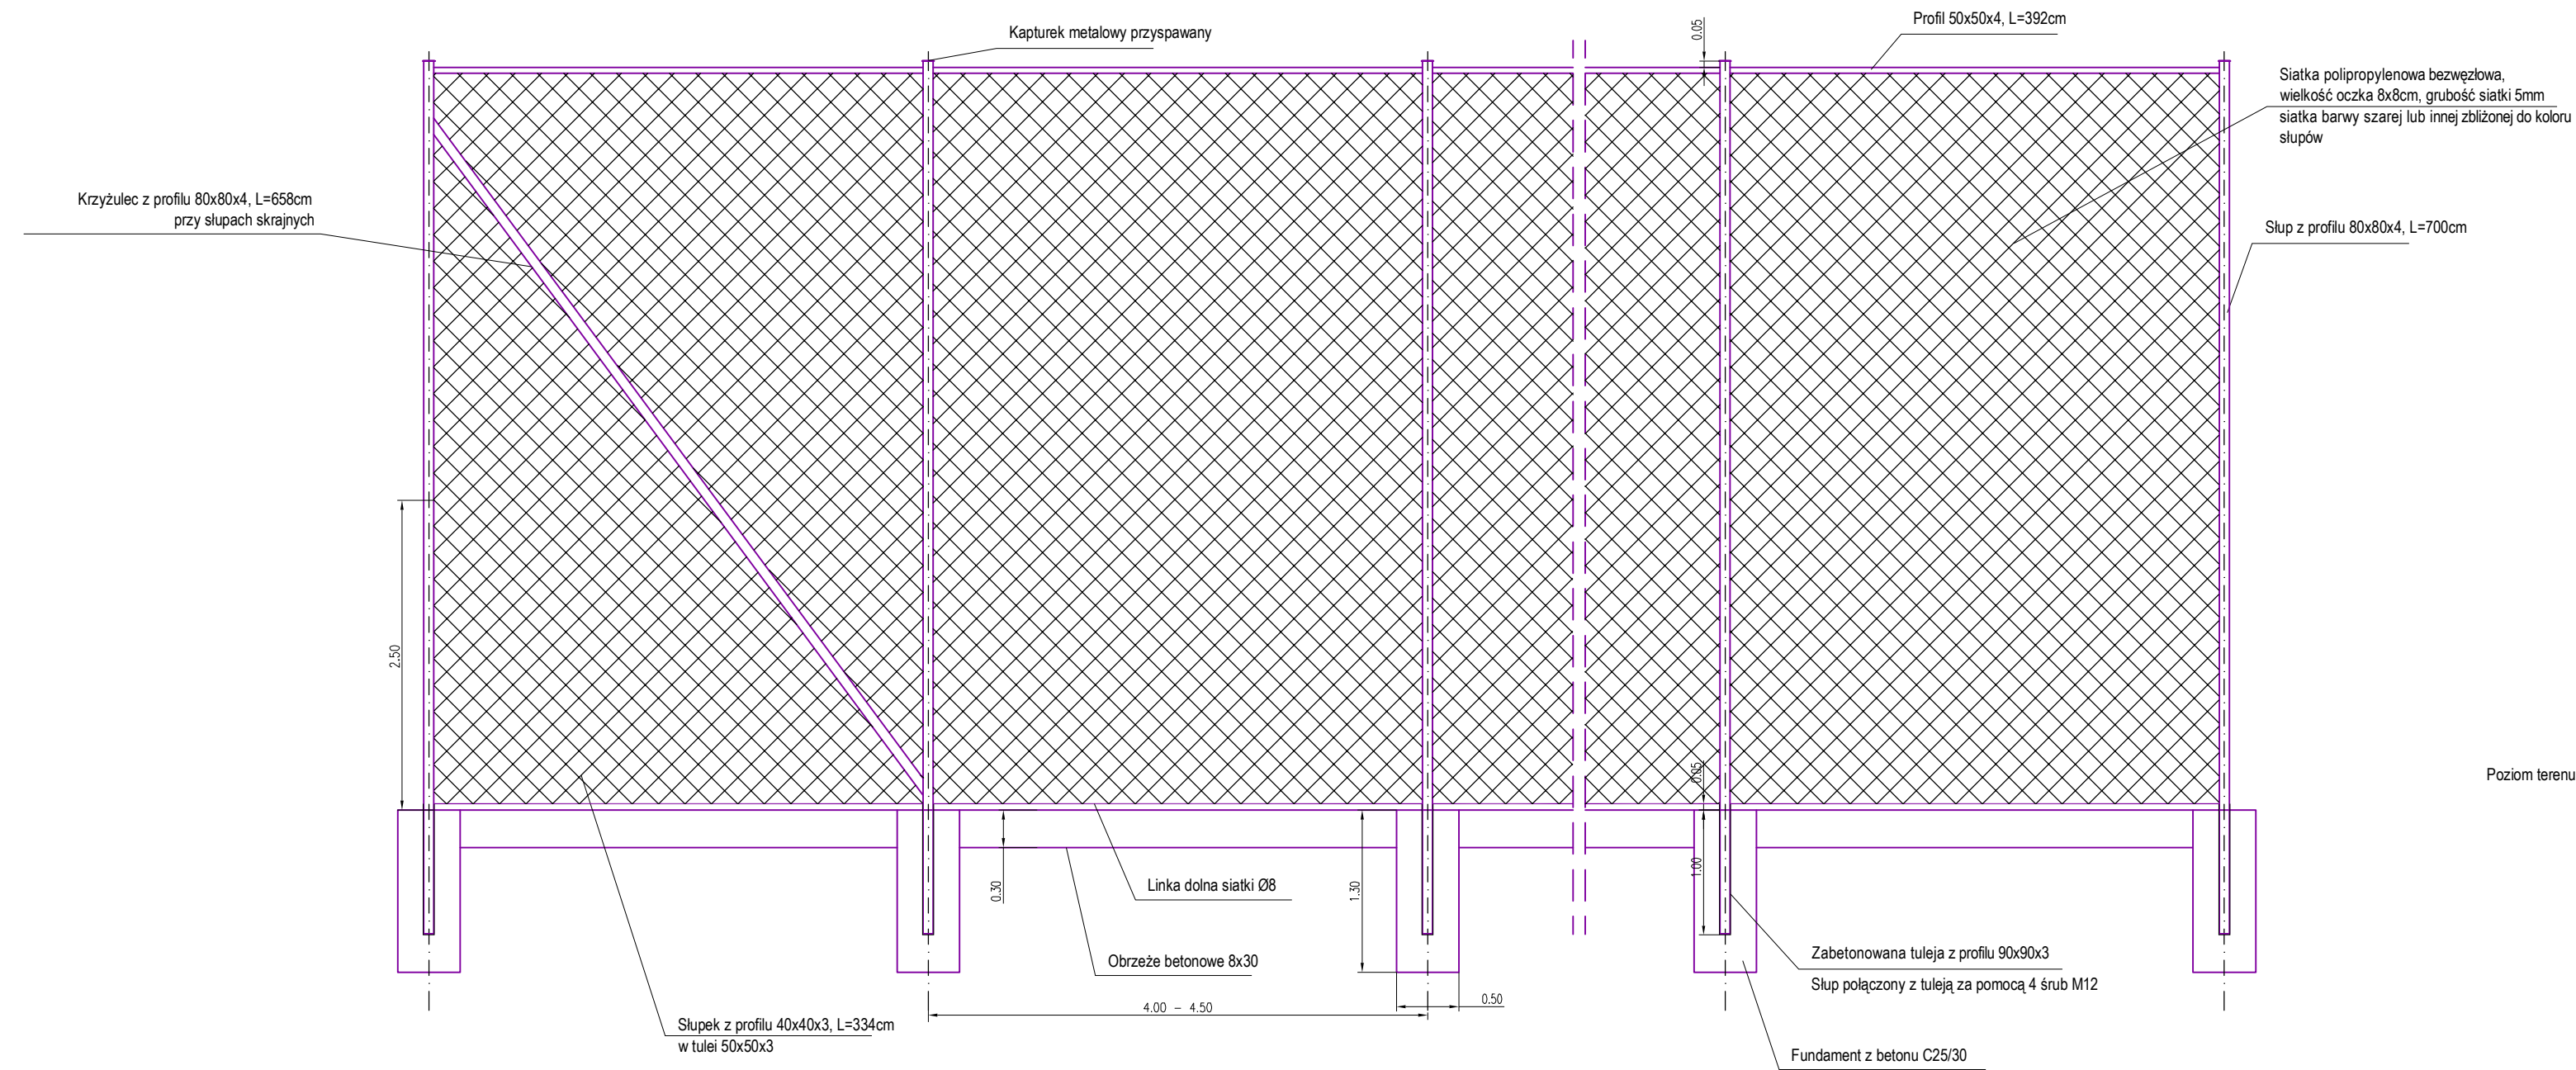 Profil 50x50x4, L=392cm
0.05
Kapturek metalowy przyspawany
Siatka polipropylenowa bezwęzłowa,
wielkość oczka 8x8cm, grubość siatki 5mm
siatka barwy szarej lub innej zbliżonej do koloru
słupów
Krzyżulec z profilu 80x80x4, L=658cm
przy słupach skrajnych
Słup z profilu 80x80x4, L=700cm
2.50
0.05
Poziom terenu
0.30
1.30
1.00
Linka dolna siatki Ø8
Obrzeże betonowe 8x30
Zabetonowana tuleja z profilu 90x90x3
Słup połączony z tuleją za pomocą 4 śrub M12
4.00 – 4.50
0.50
Słupek z profilu 40x40x3, L=334cm
w tulei 50x50x3
Fundament z betonu C25/30